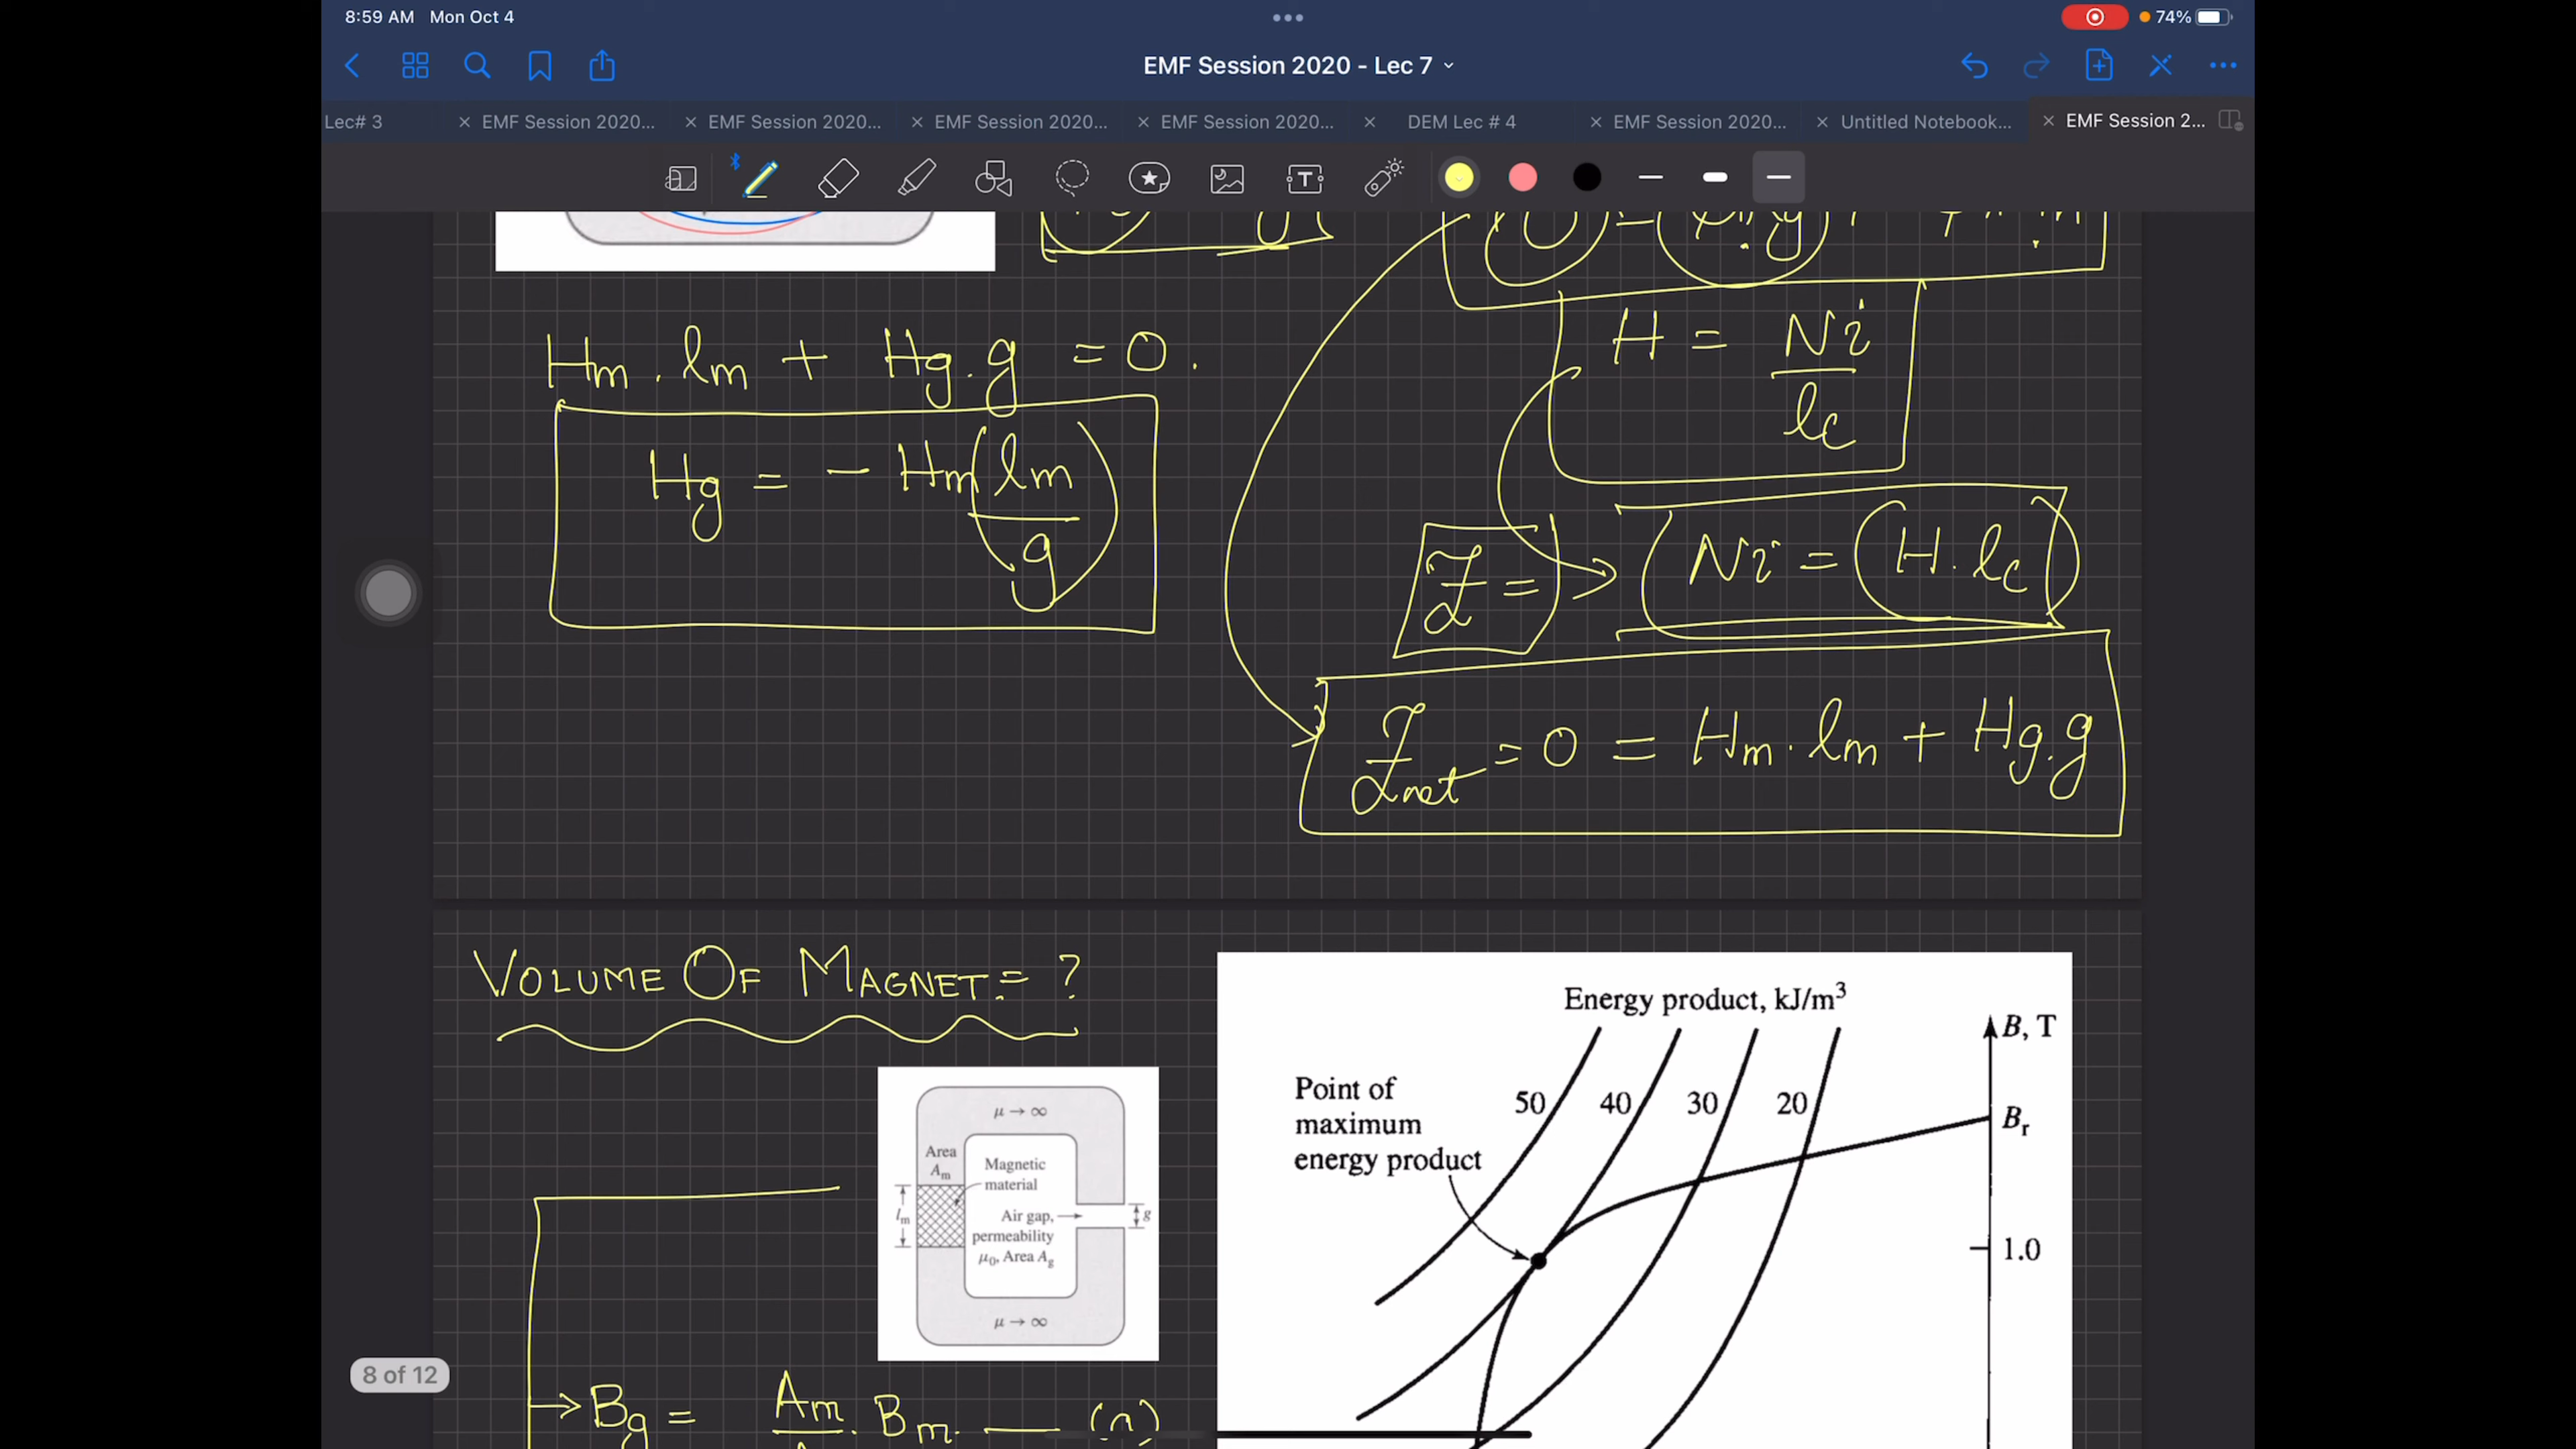 8:59 AM Mon Oct 4
74%
EMF Session 2020 - Lec 7
Lec# 3
EMF Session 2020...
EMF Session 2020...
EMF Session 2020...
EMF Session 2020...
DEM Lec # 4
EMF Session 2020...
Untitled Notebook...
EMF Session 2...
Hm . lm + Hg . g = 0 .
Hg = - Hm (lm / g)
H = Ni / lc
ℱ = Ni = (H . lc)
ℱnet = 0 = Hm . lm + Hg . g
VOLUME OF MAGNET = ?
μ → ∞
Area
Am
Magnetic
material
lm
Air gap,
g
permeability
μ0, Area Ag
μ → ∞
Energy product, kJ/m³
B, T
Point of
maximum
energy product
50
40
30
20
Br
1.0
8 of 12
Bg = Am . Bm .